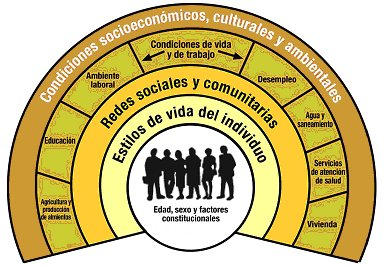 Condiciones socioeconómicos, culturales y ambientales
Condiciones de vida
y de trabajo
Ambiente
laboral
Desempleo
Educación
Agua y
saneamiento
Servicios
de atención
de salud
Agricultura y
producción
de alimentos
Vivienda
Redes sociales y comunitarias
Estilos de vida del individuo
Edad, sexo y factores
constitucionales